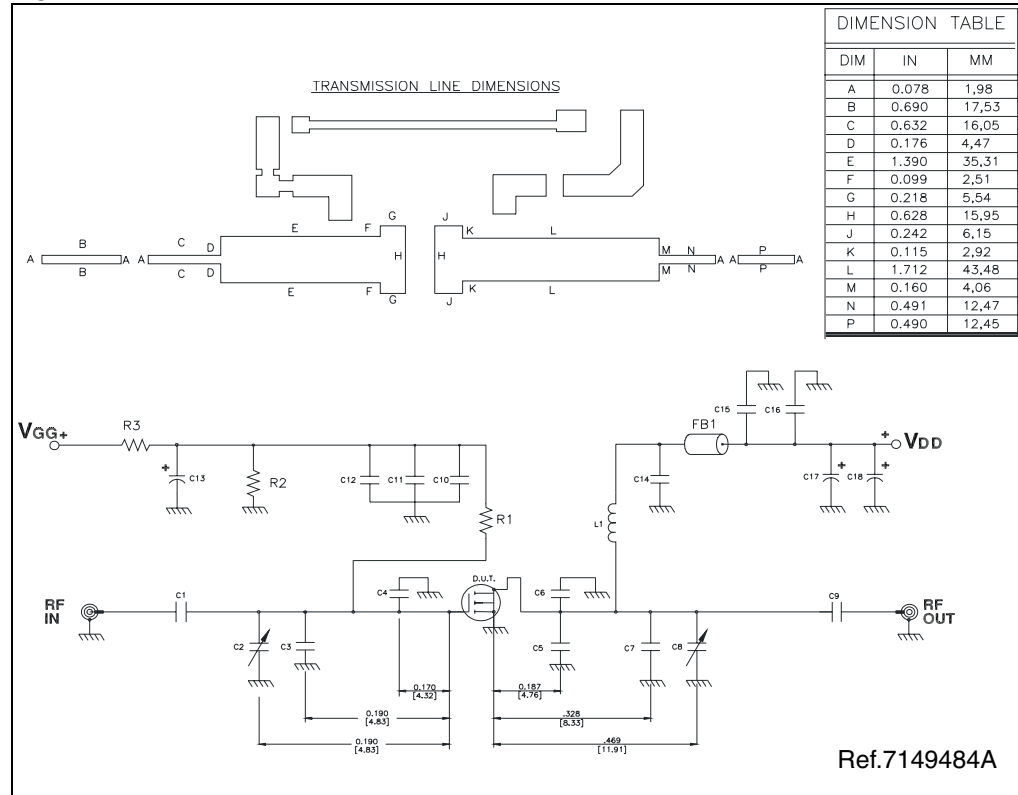 DIMENSION TABLE
DIM IN MM
A 0.078 1,98
B 0.690 17,53
C 0.632 16,05
D 0.176 4,47
E 1.390 35,31
F 0.099 2,51
G 0.218 5,54
H 0.628 15,95
J 0.242 6,15
K 0.115 2,92
L 1.712 43,48
M 0.160 4,06
N 0.491 12,47
P 0.490 12,45
TRANSMISSION LINE DIMENSIONS
G J
E F K L
B C D M N P
A A A H H A A A
B C D M N P
E F K L
G J
C15 C16
VGG+ R3 FB1 + VDD
+ C13 R2 C12 C11 C10 C14 C17 + C18 +
R1 L1
D.U.T.
RF IN C1 C4 C6 C9 RF OUT
C2 C3 C5 C7 C8
0.170 0.187
[4.32] [4.76]
0.190 .328
[4.83] [8.33]
0.190 .469
[4.83] [11.91]
Ref.7149484A